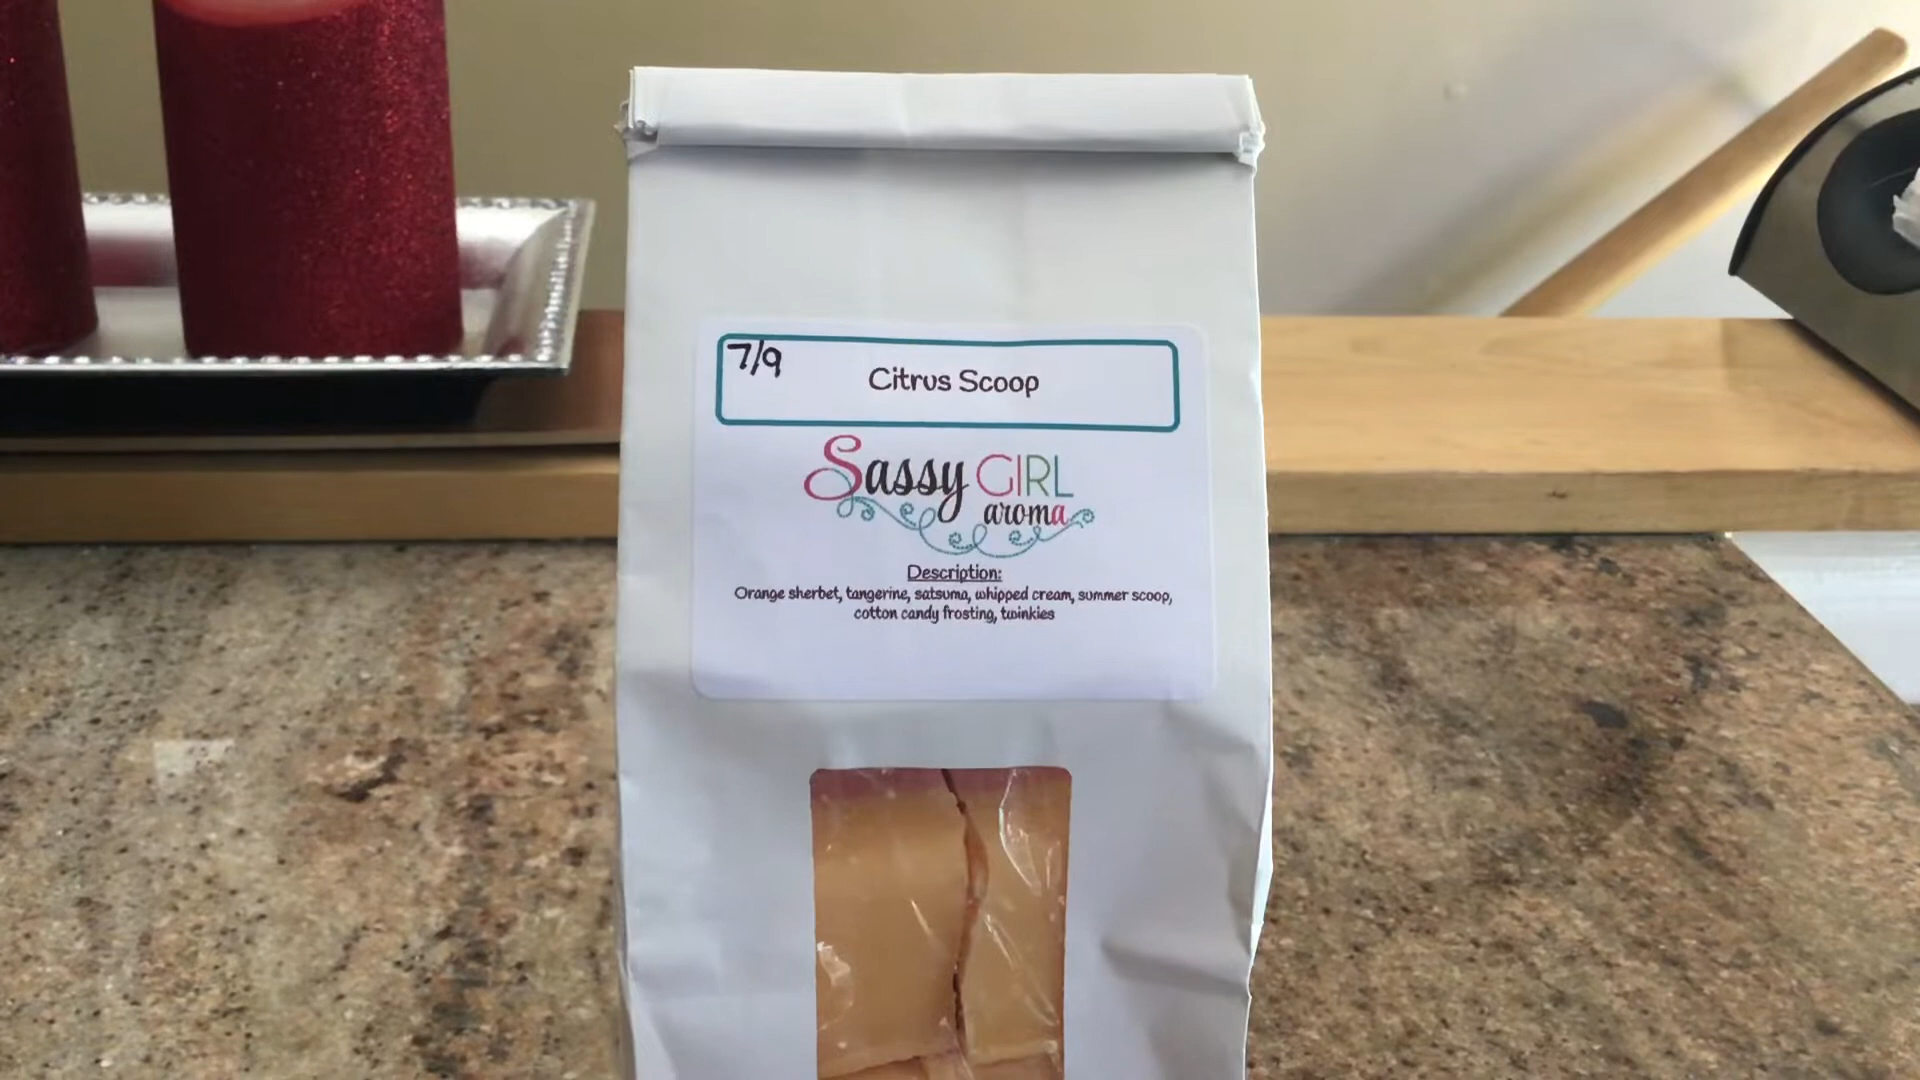 7/9
Citrus Scoop
Sassy GIRL
aroma
Description:
Orange sherbet, tangerine, satsuma, whipped cream, summer scoop,
cotton candy frosting, twinkies